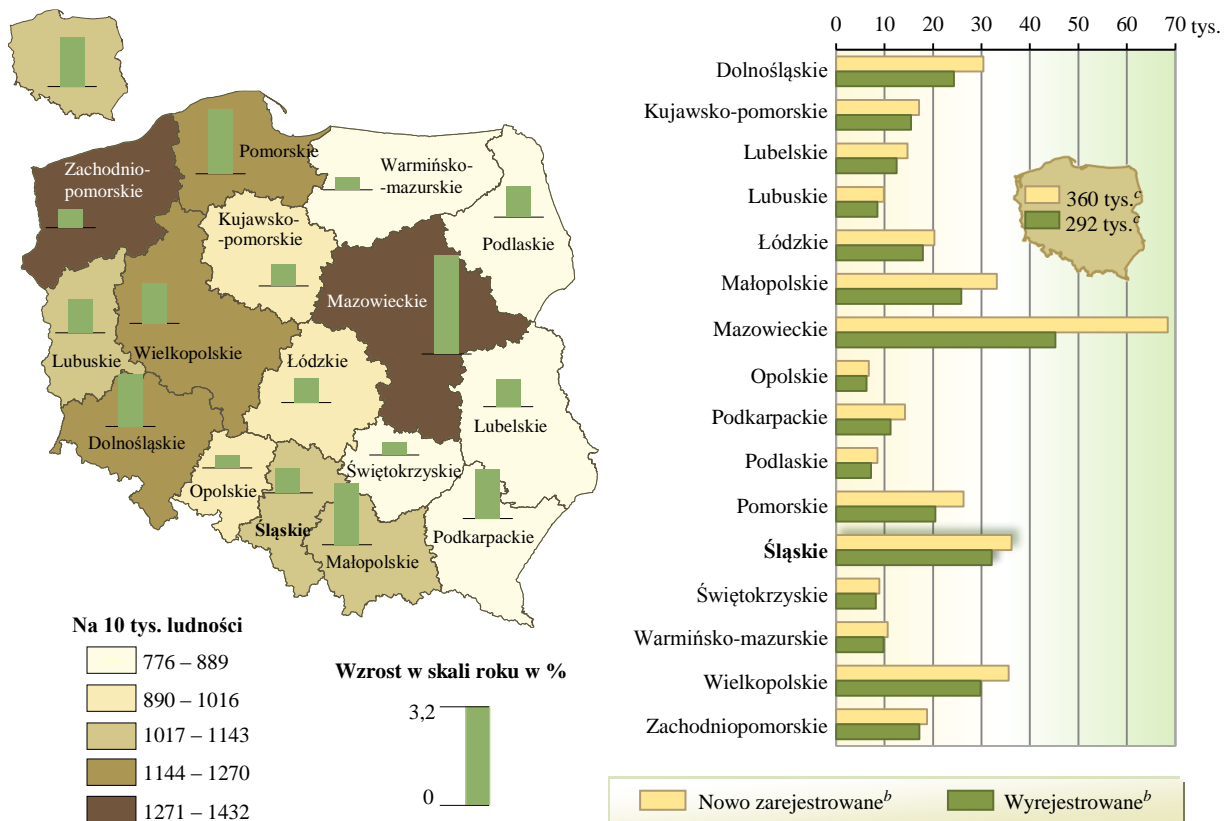 Zachodnio-
pomorskie
Pomorskie
Warmińsko-
-mazurskie
Kujawsko-
-pomorskie
Podlaskie
Mazowieckie
Lubuskie
Wielkopolskie
Łódzkie
Dolnośląskie
Lubelskie
Opolskie
Świętokrzyskie
Śląskie
Małopolskie
Podkarpackie
Na 10 tys. ludności
776 – 889
890 – 1016
1017 – 1143
1144 – 1270
1271 – 1432
Wzrost w skali roku w %
3,2
0
0 10 20 30 40 50 60 70 tys.
Dolnośląskie
Kujawsko-pomorskie
Lubelskie
Lubuskie
Łódzkie
Małopolskie
Mazowieckie
Opolskie
Podkarpackie
Podlaskie
Pomorskie
Śląskie
Świętokrzyskie
Warmińsko-mazurskie
Wielkopolskie
Zachodniopomorskie
360 tys.c
292 tys.c
Nowo zarejestrowaneb
Wyrejestrowaneb